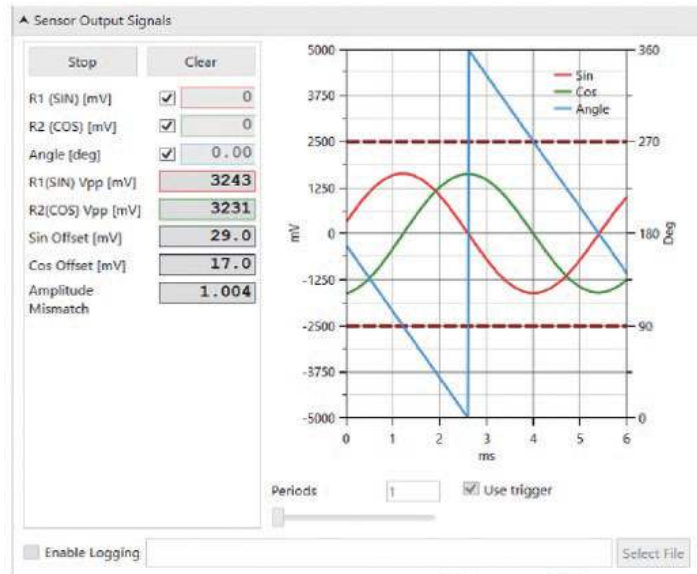 Sensor Output Signals
Stop Clear
R1 (SIN) [mV] 0
R2 (COS) [mV] 0
Angle [deg] 0.00
R1(SIN) Vpp [mV] 3243
R2(COS) Vpp [mV] 3231
Sin Offset [mV] 29.0
Cos Offset [mV] 17.0
Amplitude Mismatch 1.004
5000
3750
2500
1250
0
-1250
-2500
-3750
-5000
mV
Sin
Cos
Angle
360
270
180
90
0
Deg
0 1 2 3 4 5 6
ms
Periods 1 Use trigger
Enable Logging Select File